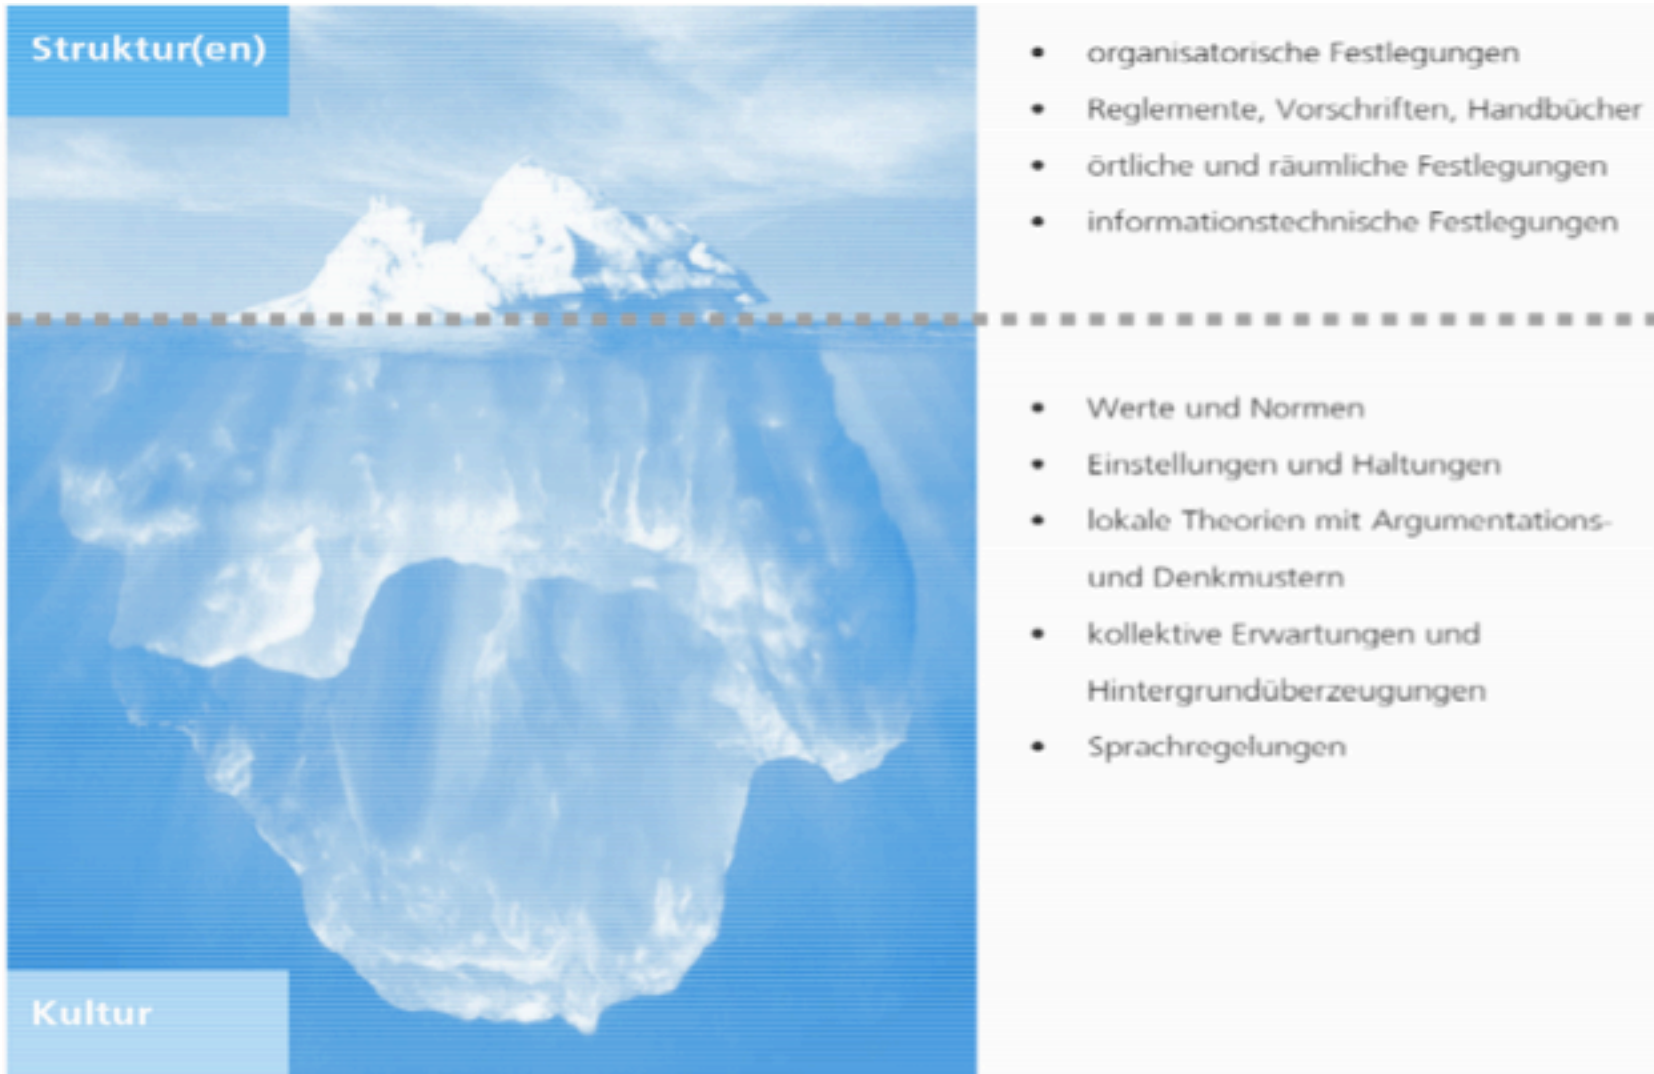 Struktur(en)
• organisatorische Festlegungen
• Reglemente, Vorschriften, Handbücher
• örtliche und räumliche Festlegungen
• informationstechnische Festlegungen
• Werte und Normen
• Einstellungen und Haltungen
• lokale Theorien mit Argumentations-
und Denkmustern
• kollektive Erwartungen und
Hintergrundüberzeugungen
• Sprachregelungen
Kultur